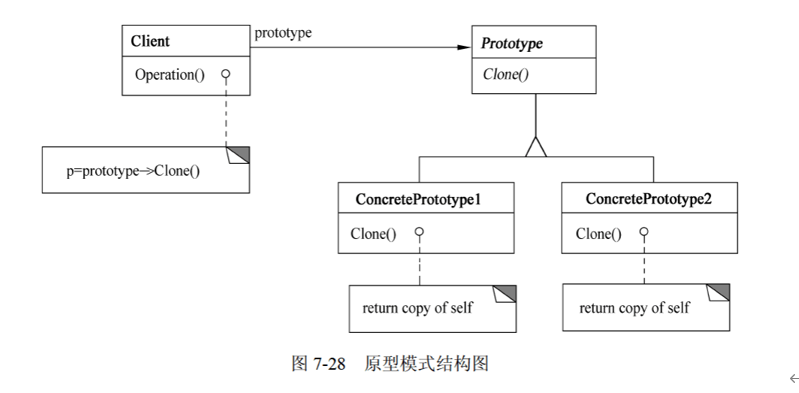 Client
prototype
Prototype
Operation()
Clone()
p=prototype->Clone()
ConcretePrototype1
ConcretePrototype2
Clone()
Clone()
return copy of self
return copy of self
图 7-28 原型模式结构图